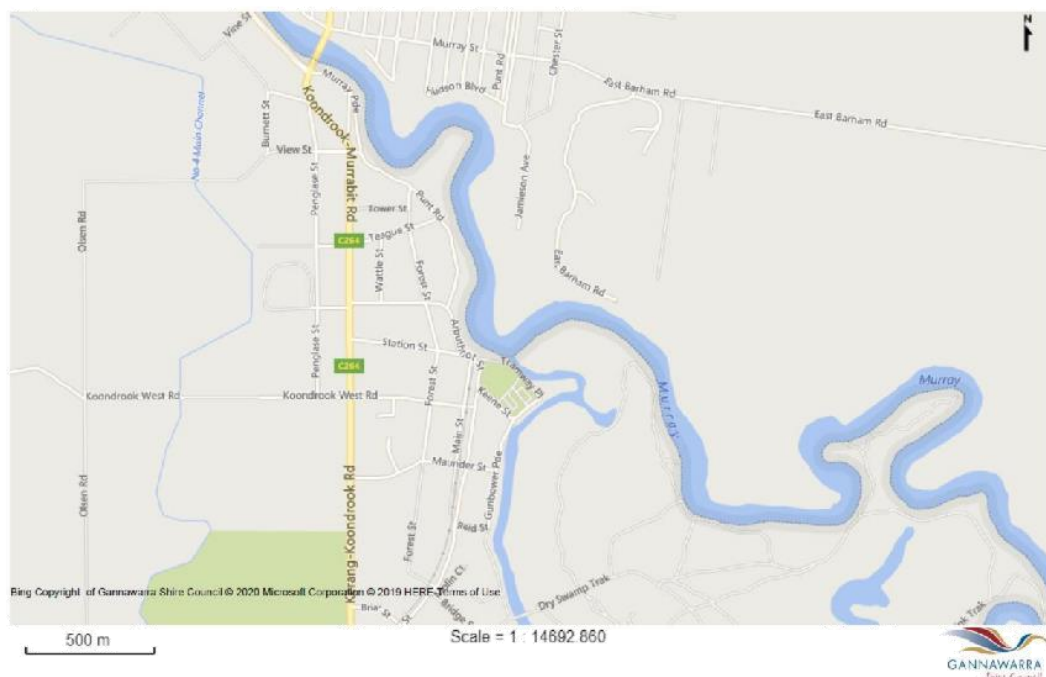 N
Vine St
Murray St
Chester St
Punt Rd
Hudson Blvd
East Barham Rd
East Barham Rd
Murray Pde
Koondrook-Murrabit Rd
Burnett St
No 4 Main Channel
View St
Penglase St
Jamieson Ave
Punt Rd
Tower St
Teague St
Olsen Rd
C264
Wattle St
Forest St
East Barham Rd
Penglase St
Station St
C264
Forest St
Tramway Pl
Keene St
Murray
Murray
Koondrook West Rd
Koondrook West Rd
Main St
Maunder St
Gunbower Pde
Olsen Rd
Kerang-Koondrook Rd
Reid St
Forest St
Dry Swamp Trak
Bing Copyright of Gannawarra Shire Council © 2020 Microsoft Corporation © 2019 HERE Terms of Use
500 m
Scale = 1 : 14692.860
GANNAWARRA
Shire Council